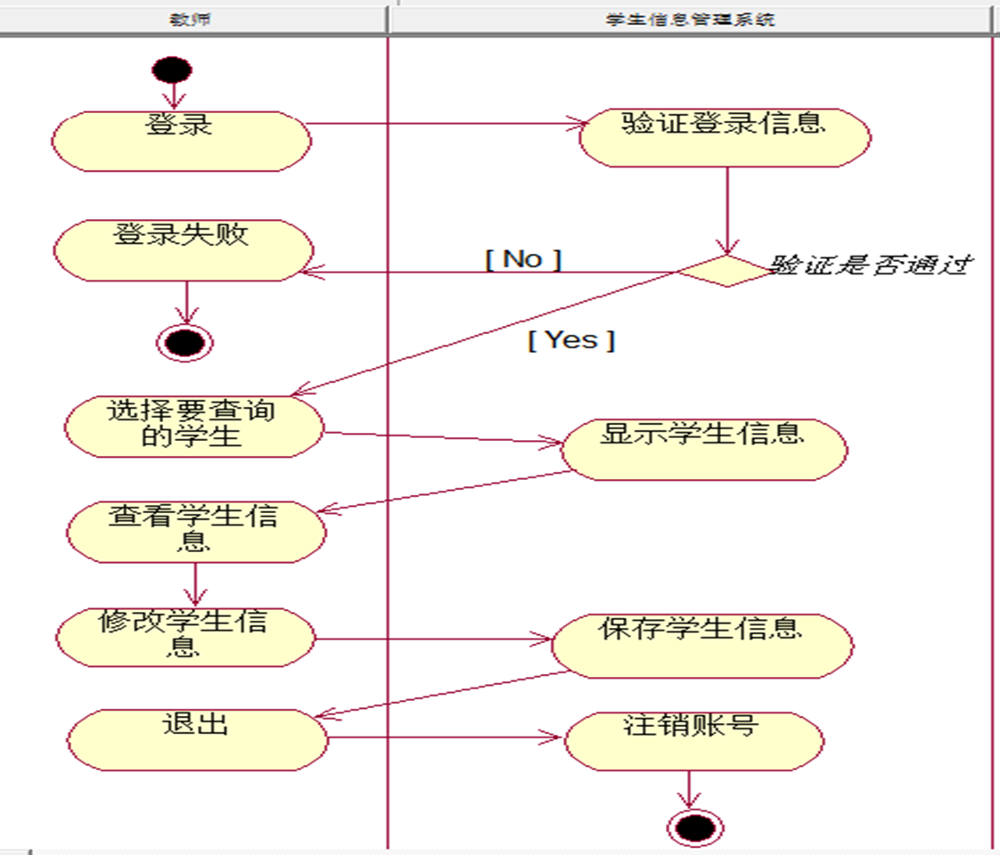 教师
学生信息管理系统
登录
验证登录信息
登录失败
[ No ]
验证是否通过
[ Yes ]
选择要查询
的学生
显示学生信息
查看学生信
息
修改学生信
息
保存学生信息
退出
注销账号